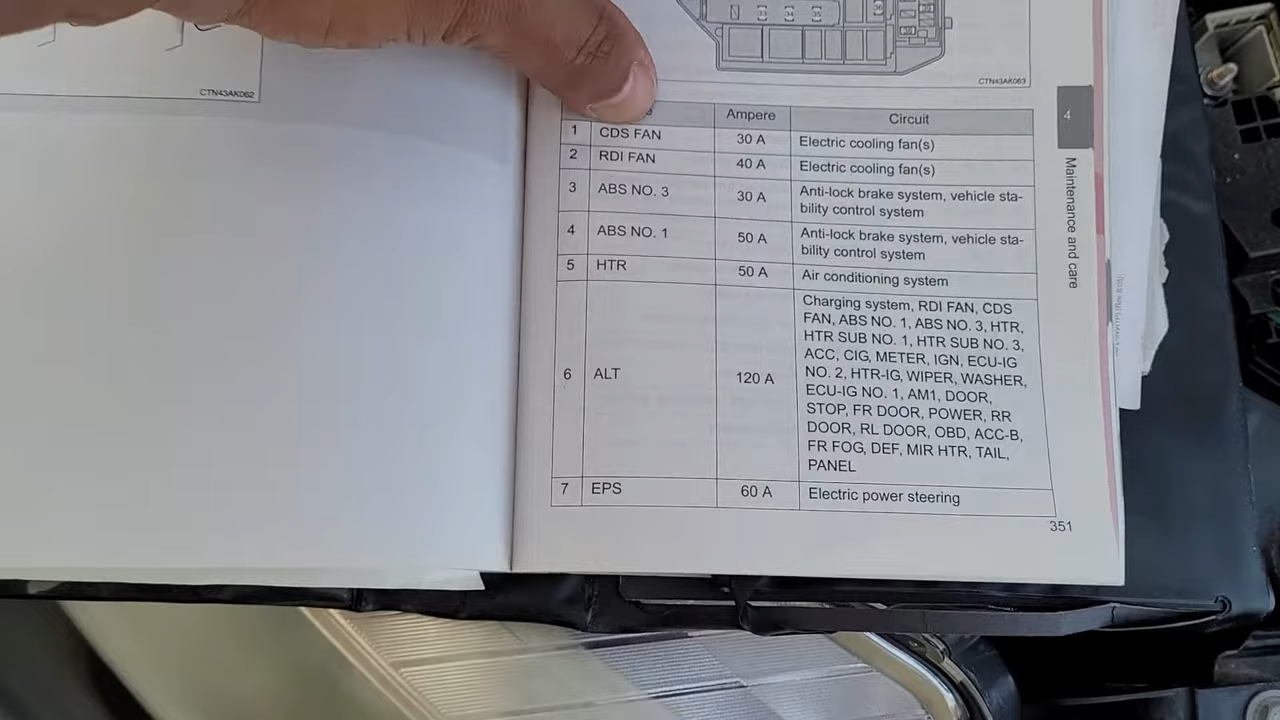 CTN43AK062
CTN43AK063
Ampere Circuit
1 CDS FAN 30 A Electric cooling fan(s)
2 RDI FAN 40 A Electric cooling fan(s)
3 ABS NO. 3 30 A Anti-lock brake system, vehicle sta-
bility control system
4 ABS NO. 1 50 A Anti-lock brake system, vehicle sta-
bility control system
5 HTR 50 A Air conditioning system
6 ALT 120 A Charging system, RDI FAN, CDS
FAN, ABS NO. 1, ABS NO. 3, HTR,
HTR SUB NO. 1, HTR SUB NO. 3,
ACC, CIG, METER, IGN, ECU-IG
NO. 2, HTR-IG, WIPER, WASHER,
ECU-IG NO. 1, AM1, DOOR,
STOP, FR DOOR, POWER, RR
DOOR, RL DOOR, OBD, ACC-B,
FR FOG, DEF, MIR HTR, TAIL,
PANEL
7 EPS 60 A Electric power steering
351
4
Maintenance and care